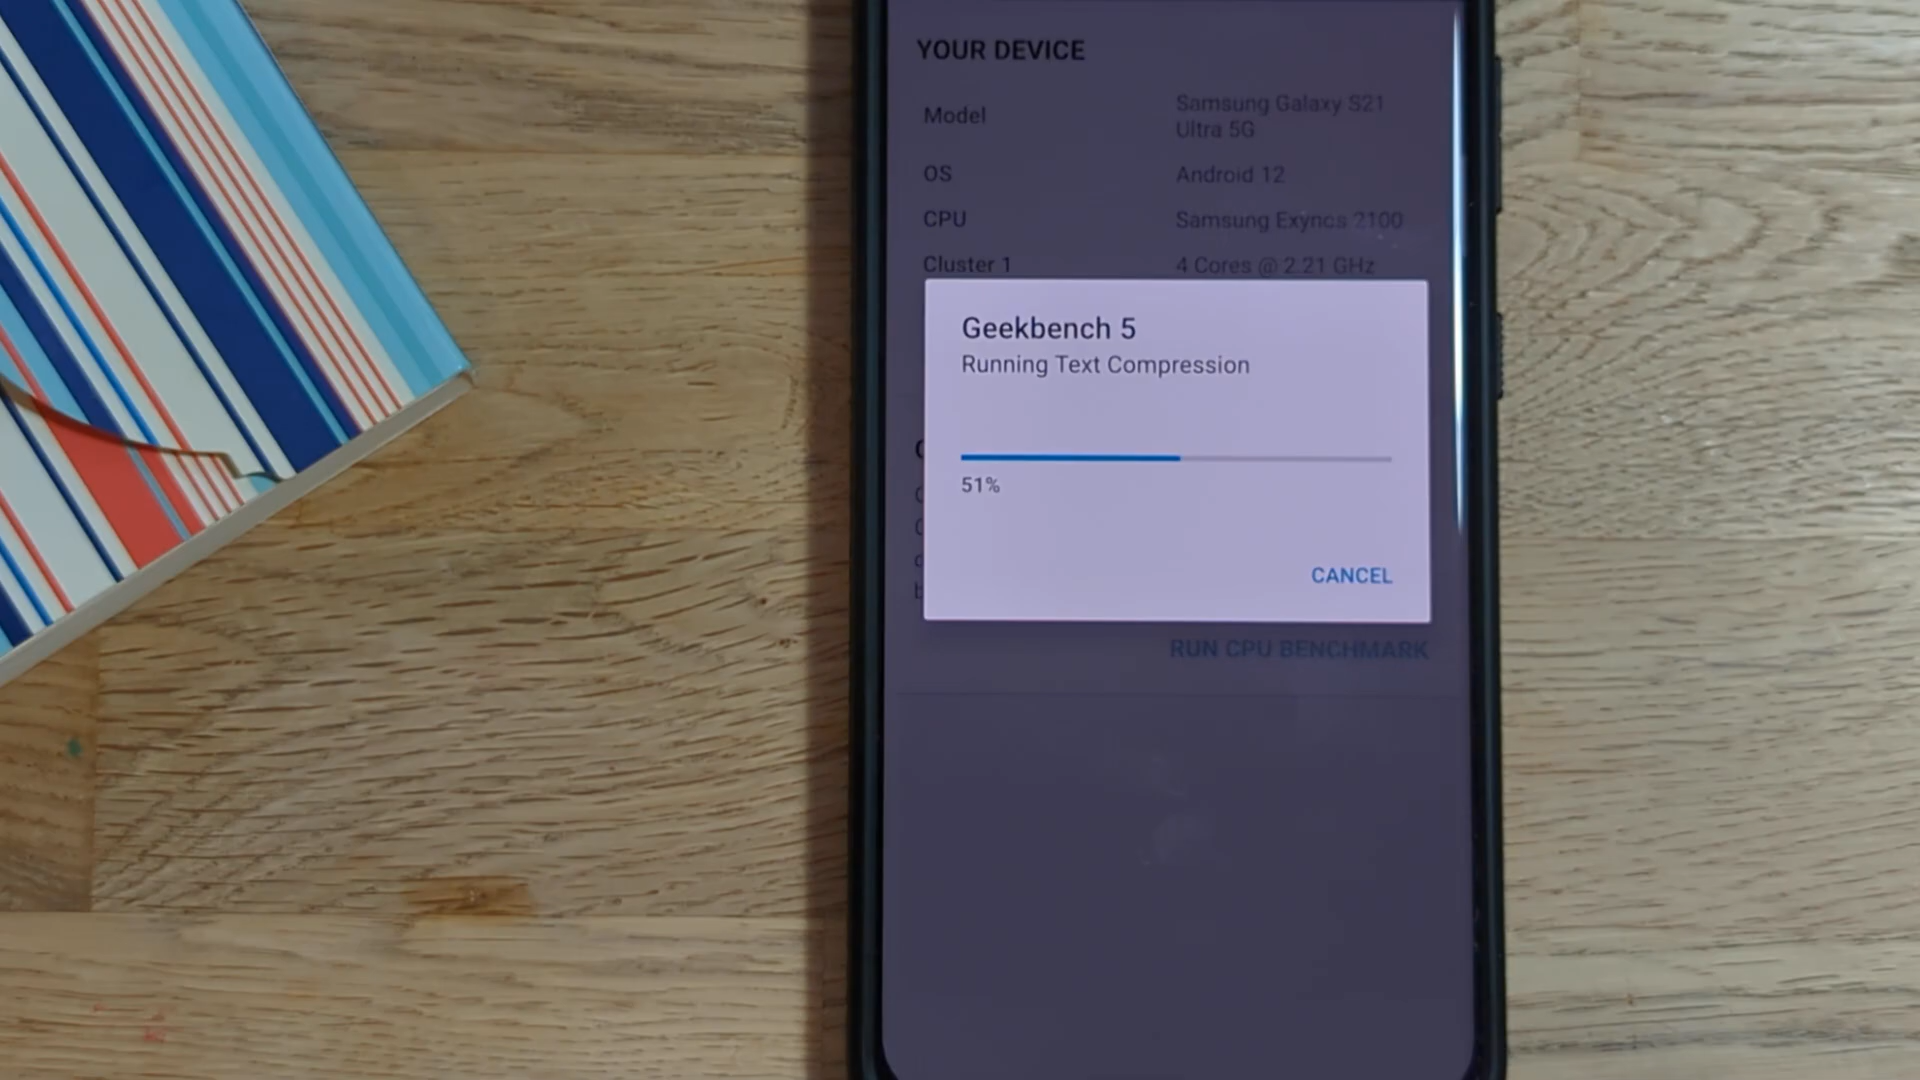 YOUR DEVICE
Model
Samsung Galaxy S21
Ultra 5G
OS
Android 12
CPU
Samsung Exynos 2100
Cluster 1
4 Cores @ 2.21 GHz
Geekbench 5
Running Text Compression
51%
CANCEL
RUN CPU BENCHMARK